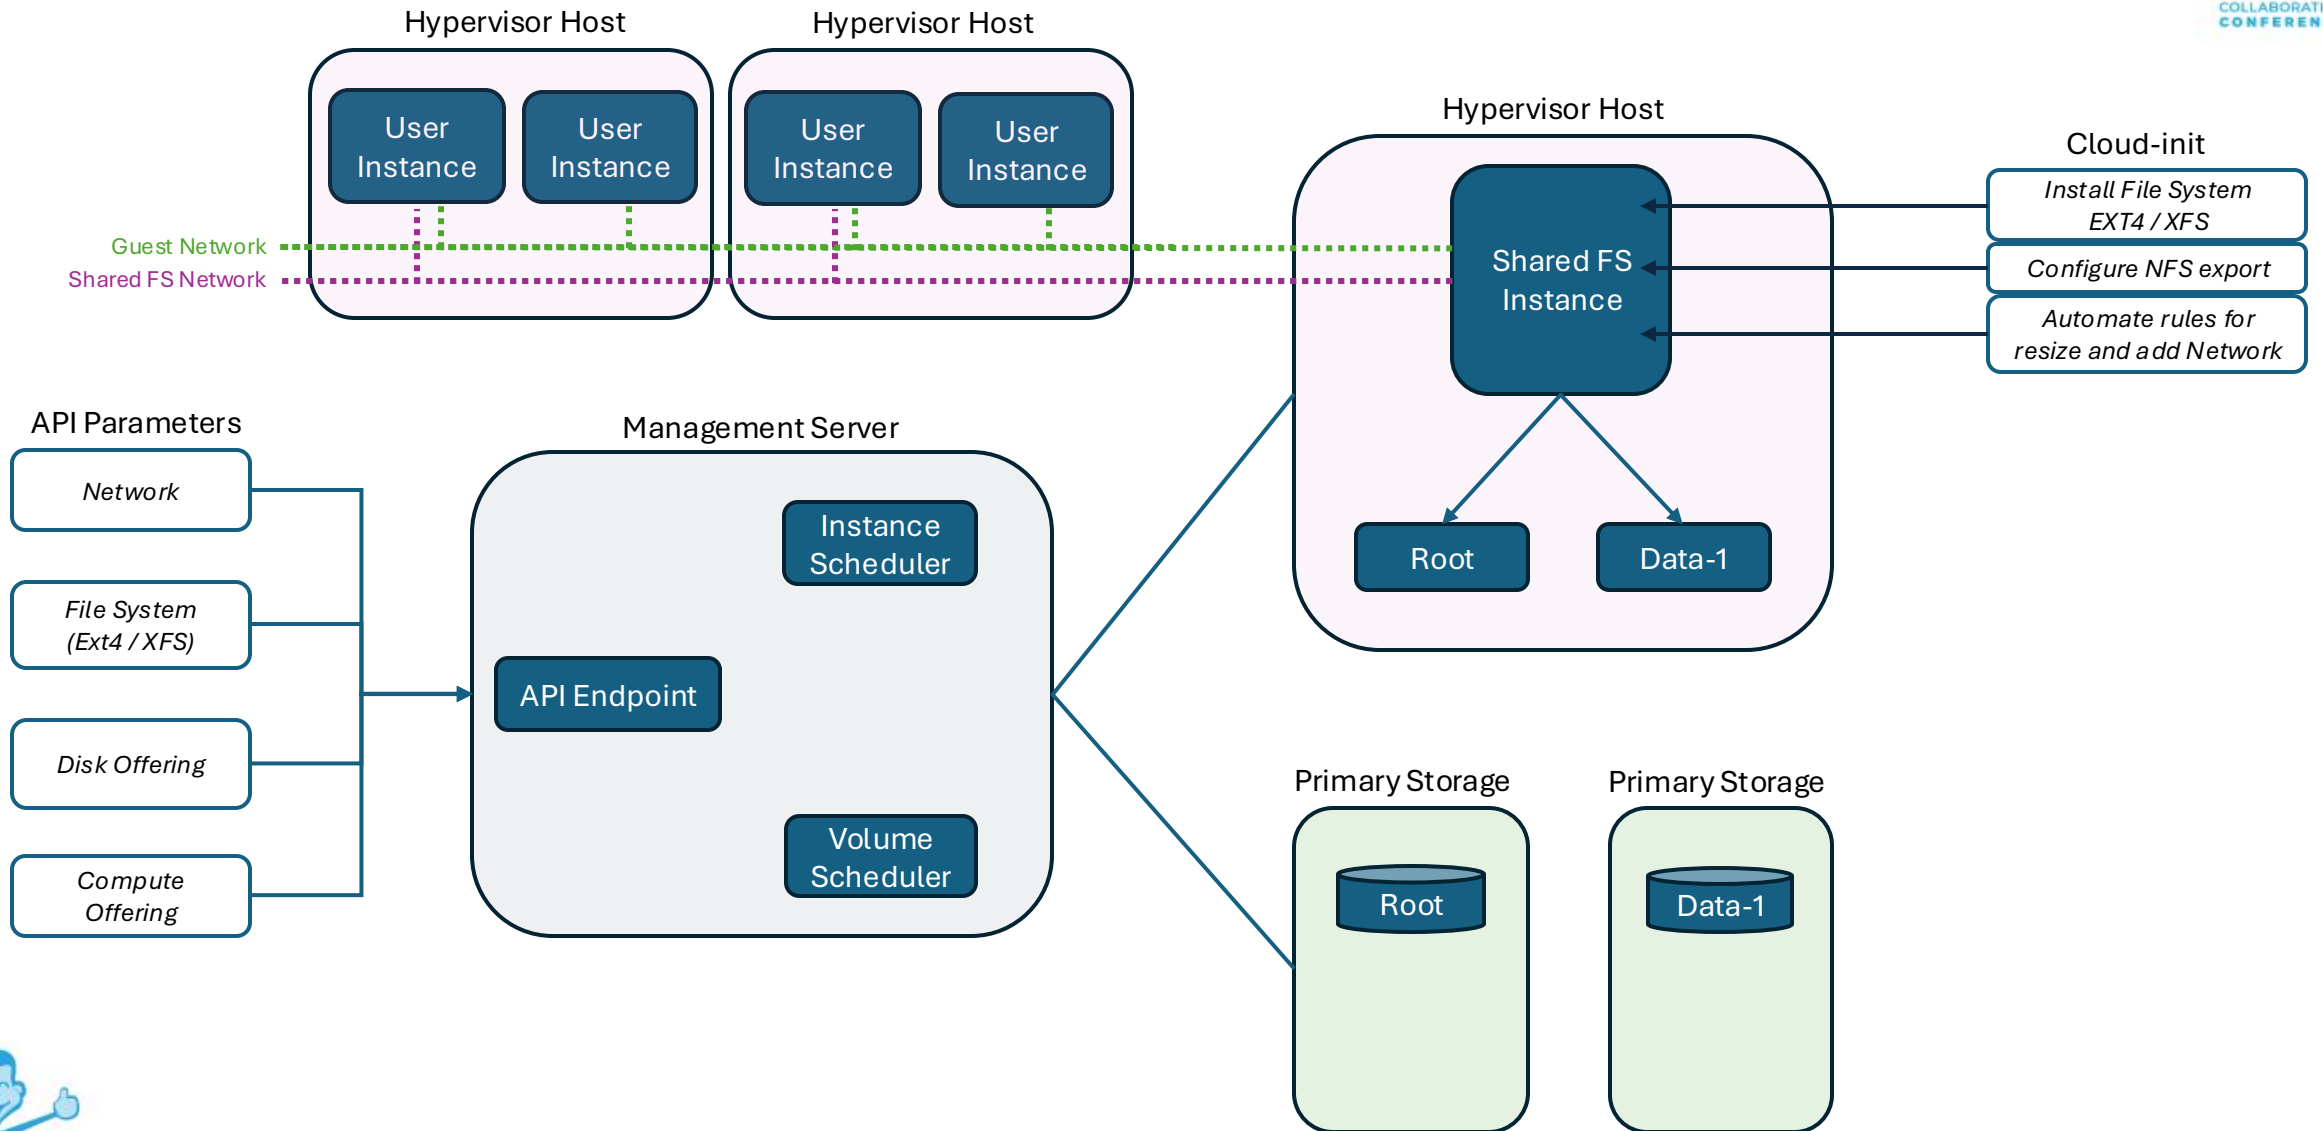 COLLABORATI
CONFEREN
Hypervisor Host
Hypervisor Host
User
Instance
User
Instance
User
Instance
User
Instance
Guest Network
Shared FS Network
Hypervisor Host
Shared FS
Instance
Root
Data-1
Cloud-init
Install File System
EXT4 / XFS
Configure NFS export
Automate rules for
resize and add Network
API Parameters
Network
File System
(Ext4 / XFS)
Disk Offering
Compute
Offering
Management Server
Instance
Scheduler
API Endpoint
Volume
Scheduler
Primary Storage
Root
Primary Storage
Data-1